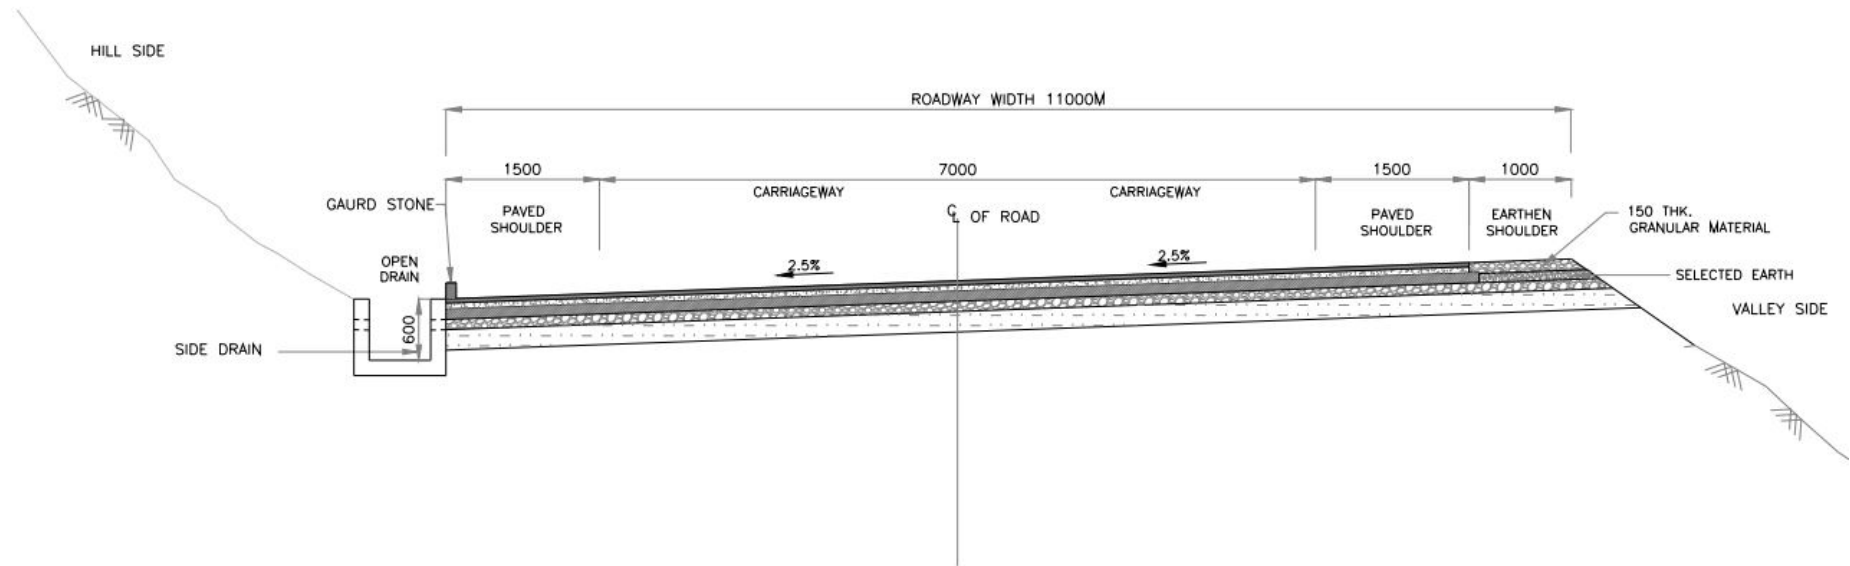 HILL SIDE
ROADWAY WIDTH 11000M
1500
7000
1500
1000
CARRIAGEWAY
CARRIAGEWAY
GAURD STONE
PAVED
SHOULDER
℄ OF ROAD
PAVED
SHOULDER
EARTHEN
SHOULDER
150 THK.
GRANULAR MATERIAL
OPEN
DRAIN
2.5%
2.5%
SELECTED EARTH
VALLEY SIDE
600
SIDE DRAIN